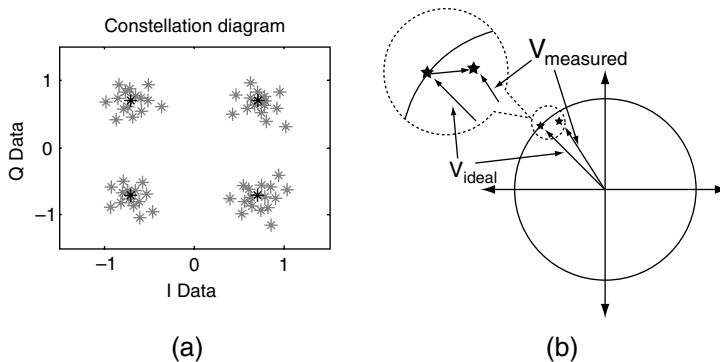 Constellation diagram
Q Data
1
0
−1
−1
0
1
I Data
(a)
V_measured
V_ideal
(b)